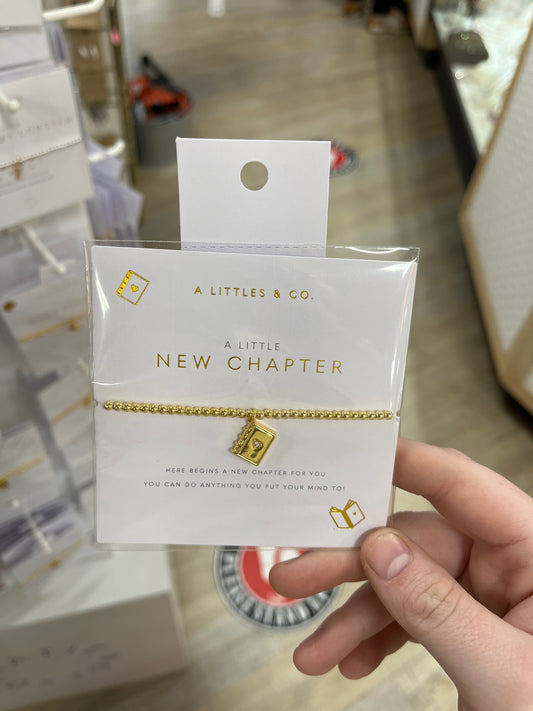 A LITTLES & CO.
A LITTLE
NEW CHAPTER
HERE BEGINS A NEW CHAPTER FOR YOU
YOU CAN DO ANYTHING YOU PUT YOUR MIND TO!